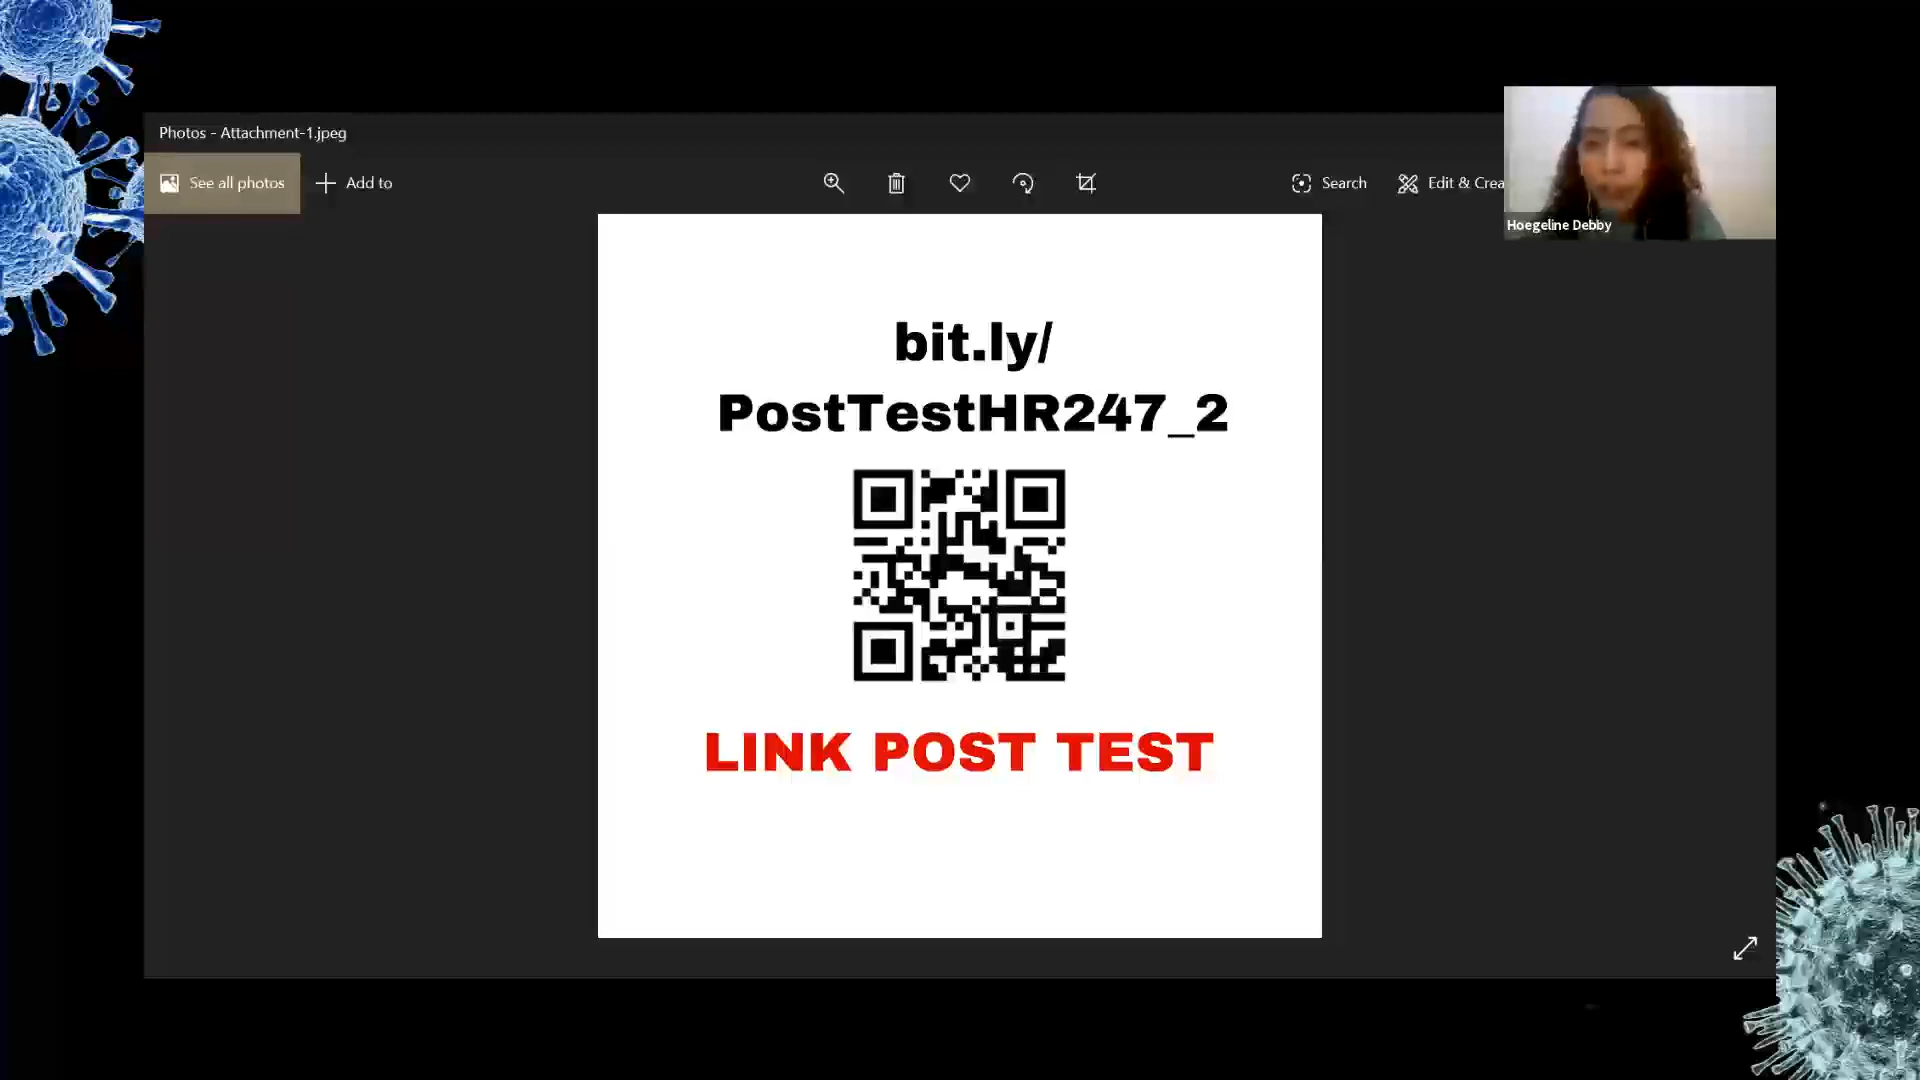 Photos - Attachment-1.jpeg
See all photos
Add to
Search
Edit & Crea
Hoegeline Debby
bit.ly/
PostTestHR247_2
LINK POST TEST